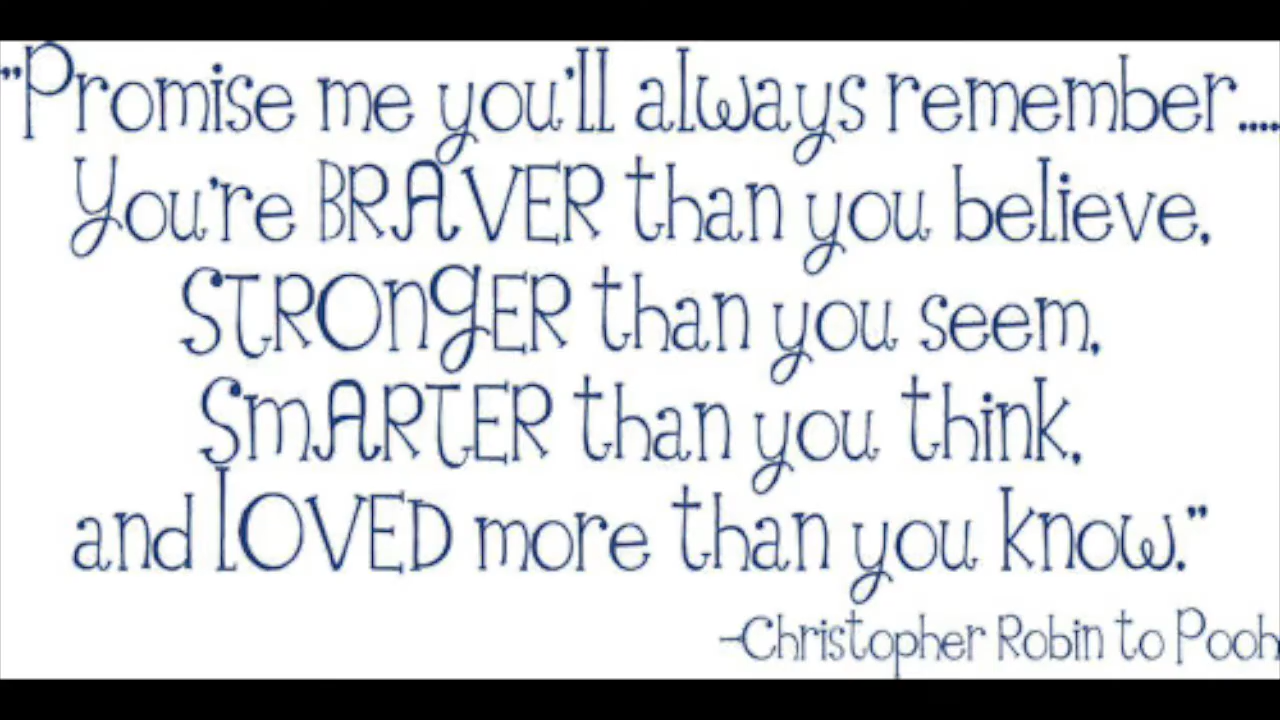 "Promise me you'll always remember....
You're BRAVER than you believe,
STRONGER than you seem,
SMARTER than you think,
and LOVED more than you know."
-Christopher Robin to Pooh